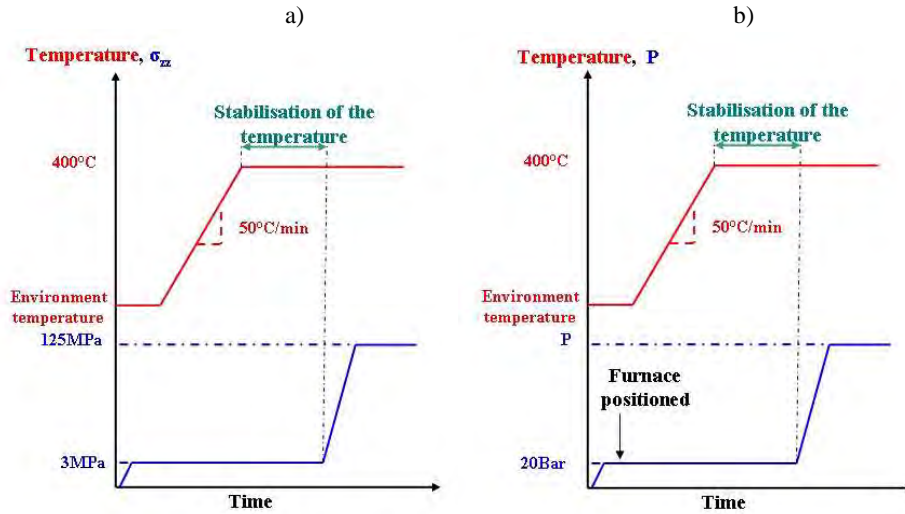 a)
Temperature, σzz
Stabilisation of the
temperature
400°C
50°C/min
Environment
temperature
125MPa
3MPa
Time
b)
Temperature, P
Stabilisation of the
temperature
400°C
50°C/min
Environment
temperature
P
Furnace
positioned
20Bar
Time